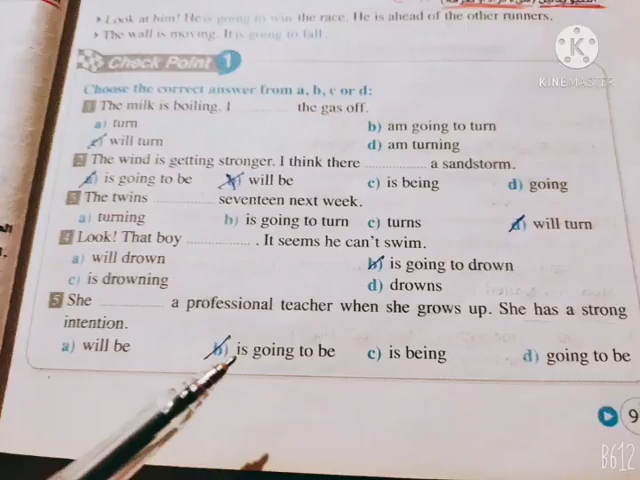 Look at him! He is going to win the race. He is ahead of the other runners.
The wall is moving. It is going to fall.
KINEMASTER
Check Point 1
Choose the correct answer from a, b, c or d:
1 The milk is boiling. I ............ the gas off.
a) turn b) am going to turn
c) will turn d) am turning
2 The wind is getting stronger. I think there ............ a sandstorm.
a) is going to be b) will be c) is being d) going
3 The twins ............ seventeen next week.
a) turning b) is going to turn c) turns d) will turn
4 Look! That boy ............ . It seems he can't swim.
a) will drown b) is going to drown
c) is drowning d) drowns
5 She ............ a professional teacher when she grows up. She has a strong
intention.
a) will be b) is going to be c) is being d) going to be
9
B612